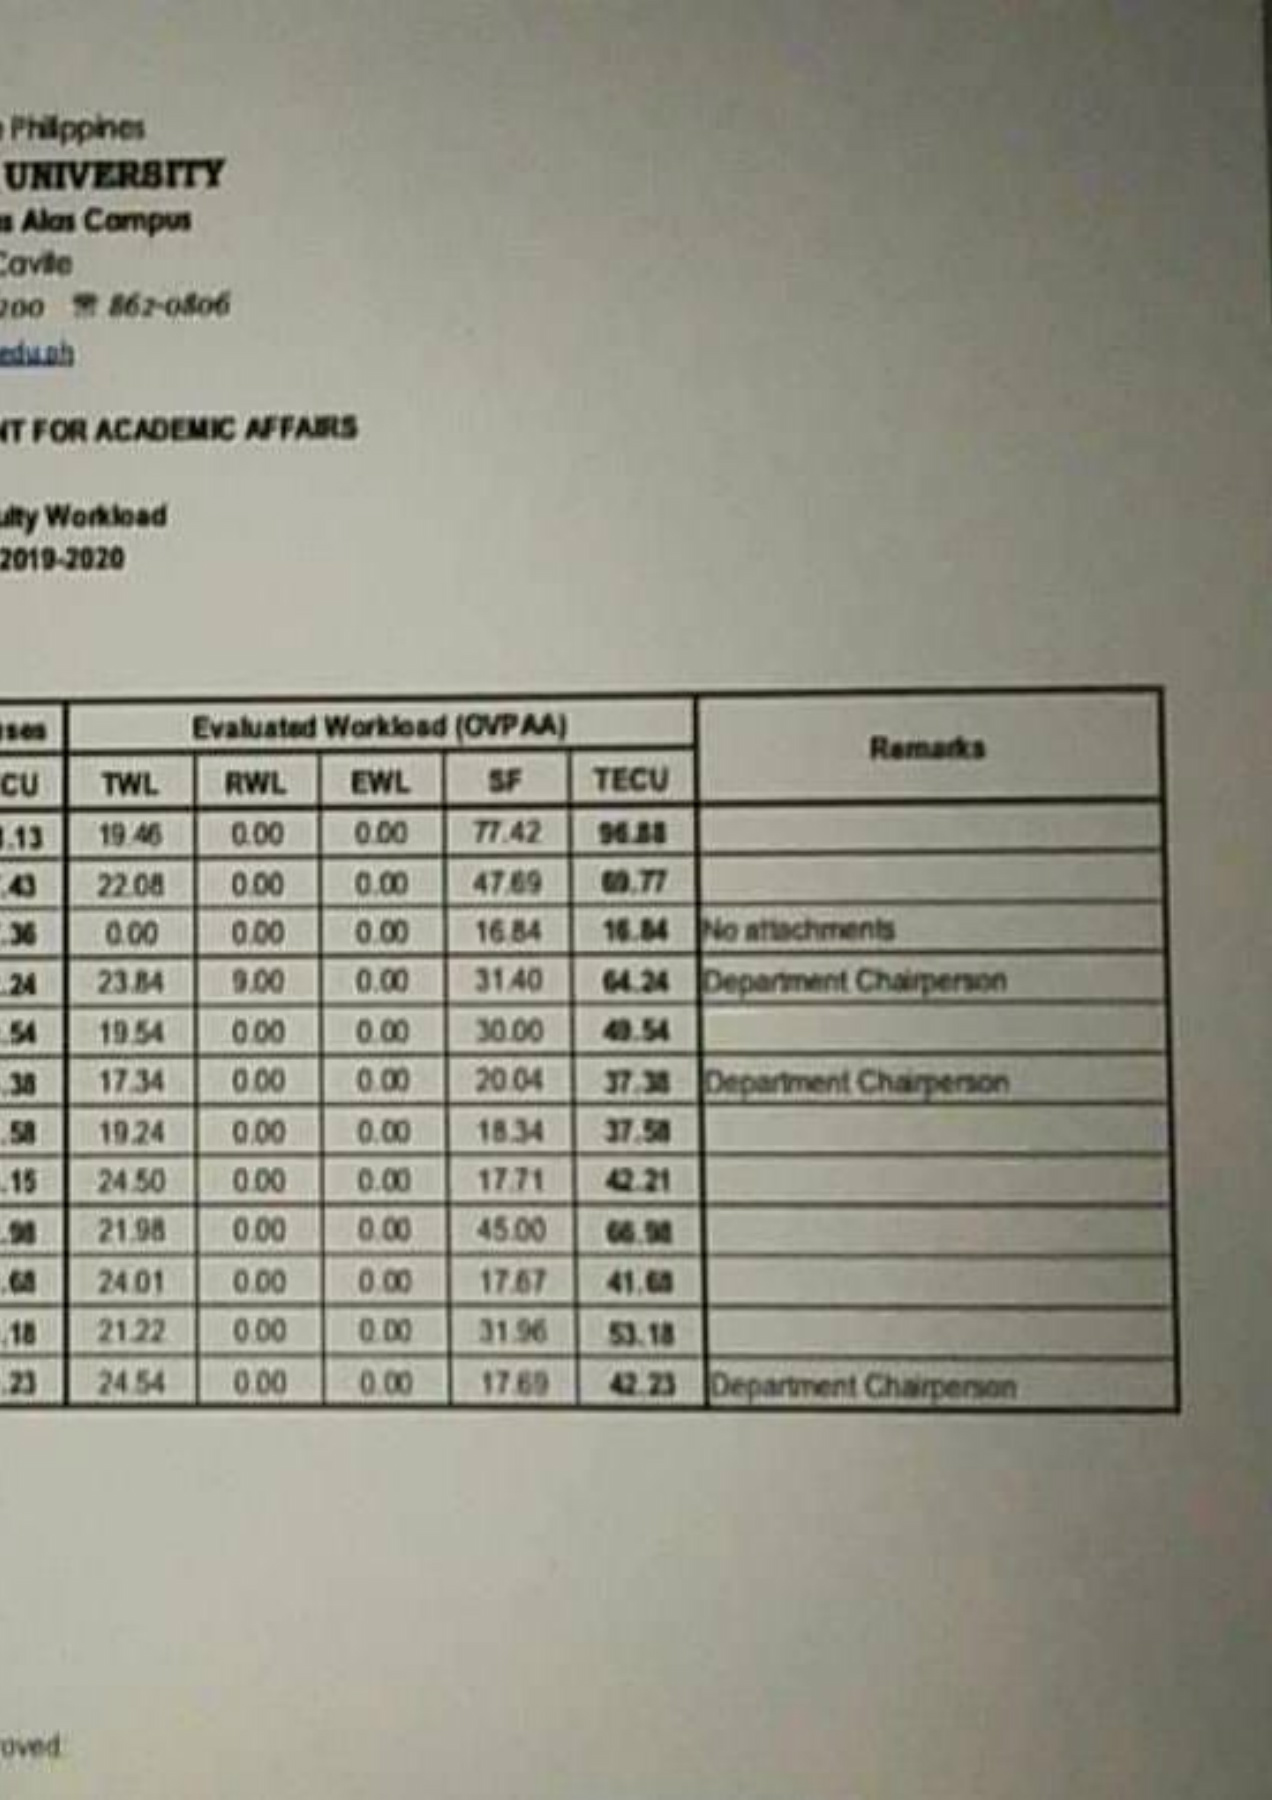 e Philippines
UNIVERSITY
s Alas Campus
Cavite
200 ☏ 862-0806
edu.ph
NT FOR ACADEMIC AFFAIRS
ulty Workload
2019-2020
ses Evaluated Workload (OVPAA) Remarks
CU TWL RWL EWL SF TECU
.13 19.46 0.00 0.00 77.42 96.88
.43 22.08 0.00 0.00 47.69 69.77
.36 0.00 0.00 0.00 16.84 16.84 No attachments
.24 23.84 9.00 0.00 31.40 64.24 Department Chairperson
.54 19.54 0.00 0.00 30.00 49.54
.38 17.34 0.00 0.00 20.04 37.38 Department Chairperson
.58 19.24 0.00 0.00 18.34 37.58
.15 24.50 0.00 0.00 17.71 42.21
.98 21.98 0.00 0.00 45.00 66.98
.68 24.01 0.00 0.00 17.67 41.68
.18 21.22 0.00 0.00 31.96 53.18
.23 24.54 0.00 0.00 17.69 42.23 Department Chairperson
oved